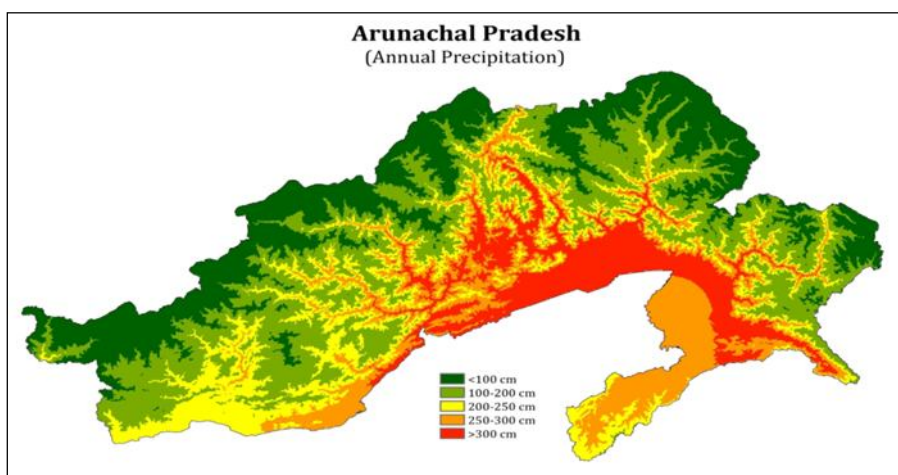 Arunachal Pradesh
(Annual Precipitation)
<100 cm
100-200 cm
200-250 cm
250-300 cm
>300 cm